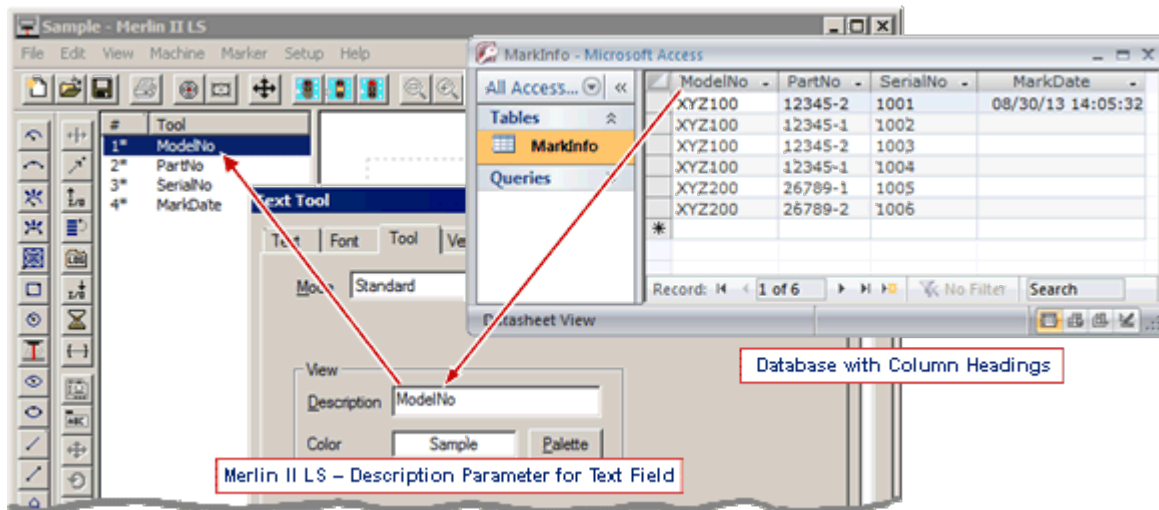 Sample - Merlin II LS
File Edit View Machine Marker Setup Help
# Tool
1* ModelNo
2* PartNo
3* SerialNo
4* MarkDate
Text Tool
Text Font Tool Ve
Mode Standard
View
Description ModelNo
Color Sample Palette
MarkInfo - Microsoft Access
All Access... «
Tables
MarkInfo
Queries
ModelNo PartNo SerialNo MarkDate
XYZ100 12345-2 1001 08/30/13 14:05:32
XYZ100 12345-1 1002
XYZ100 12345-2 1003
XYZ100 12345-1 1004
XYZ200 26789-1 1005
XYZ200 26789-2 1006
Record: 1 of 6 No Filter Search
Datasheet View
Database with Column Headings
Merlin II LS – Description Parameter for Text Field